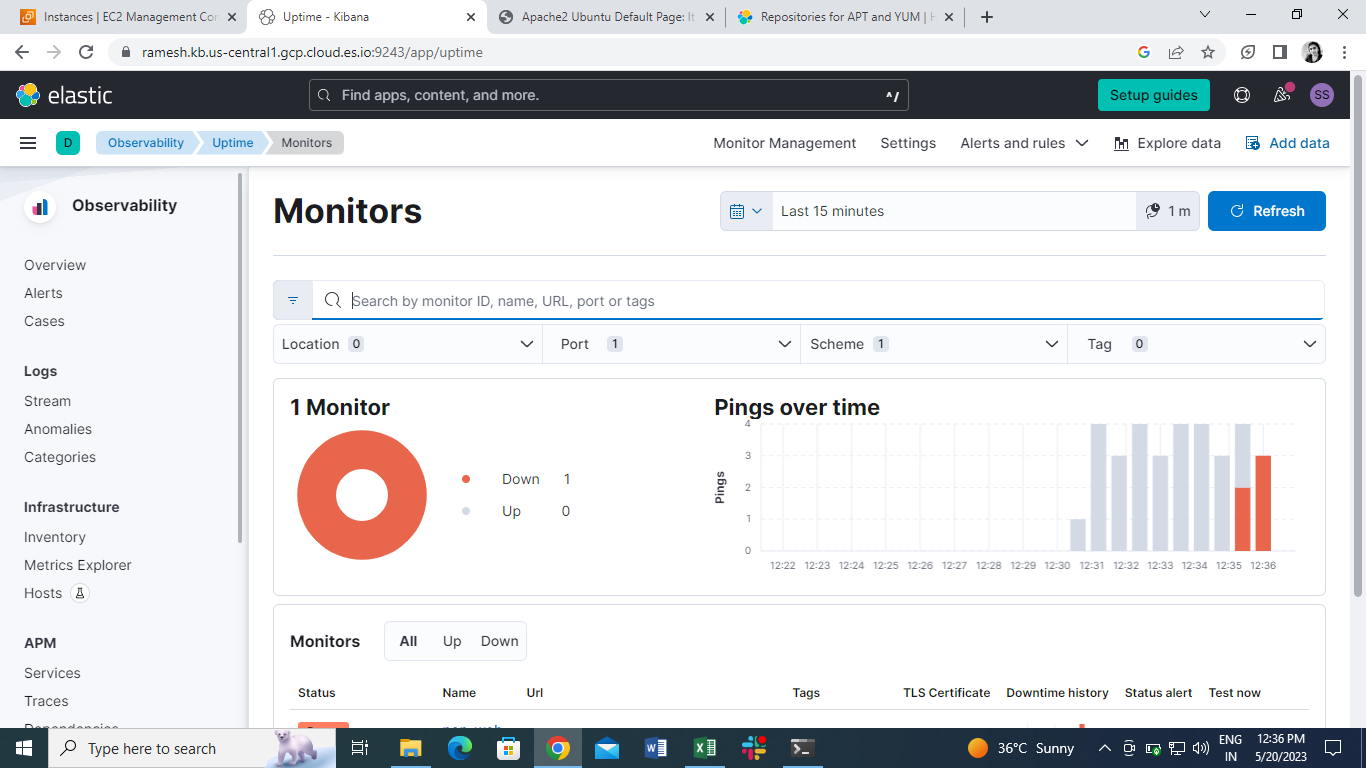 Instances | EC2 Management Con
Uptime - Kibana
Apache2 Ubuntu Default Page: It
Repositories for APT and YUM |
ramesh.kb.us-central1.gcp.cloud.es.io:9243/app/uptime
elastic
Find apps, content, and more.
^/
Setup guides
SS
D
Observability
Uptime
Monitors
Monitor Management
Settings
Alerts and rules
Explore data
Add data
Observability
Overview
Alerts
Cases
Logs
Stream
Anomalies
Categories
Infrastructure
Inventory
Metrics Explorer
Hosts
APM
Services
Traces
Dependencies
Monitors
Last 15 minutes
1 m
Refresh
Search by monitor ID, name, URL, port or tags
Location 0
Port 1
Scheme 1
Tag 0
1 Monitor
Down 1
Up 0
Pings over time
Pings
4
3
2
1
0
12:22 12:23 12:24 12:25 12:26 12:27 12:28 12:29 12:30 12:31 12:32 12:33 12:34 12:35 12:36
Monitors
All Up Down
Status Name Url Tags TLS Certificate Downtime history Status alert Test now
Type here to search
36°C Sunny
ENG
IN
12:36 PM
5/20/2023